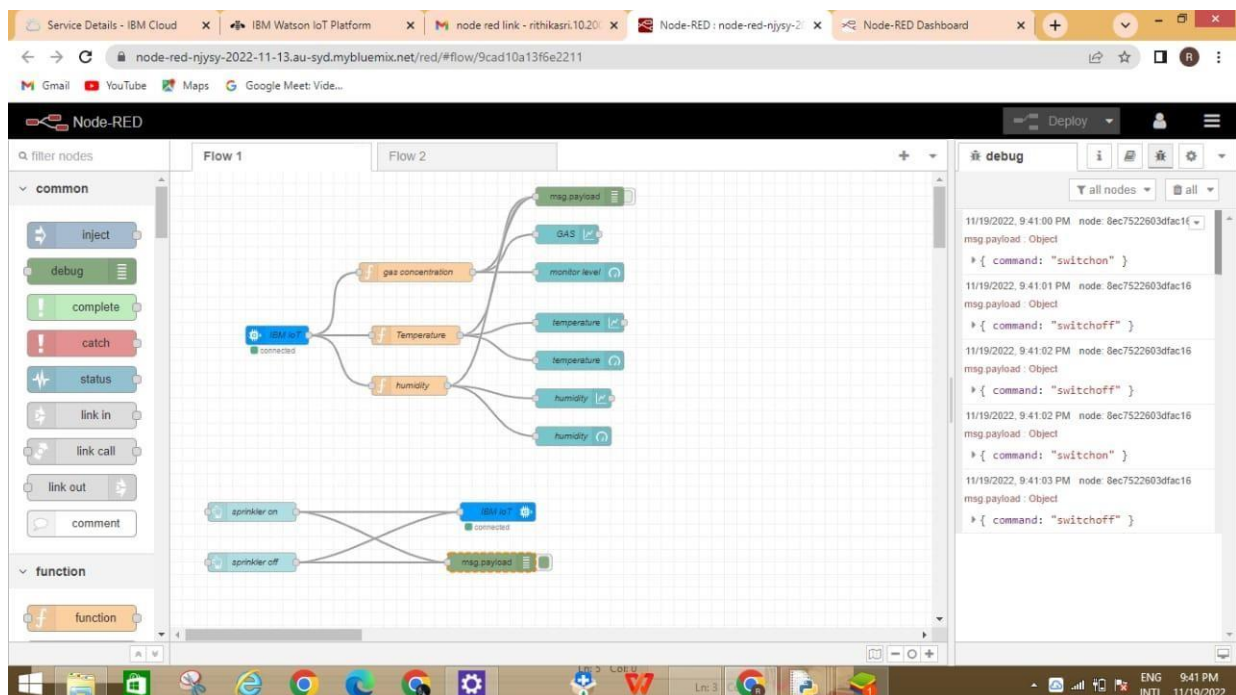 Service Details - IBM Cloud
IBM Watson IoT Platform
node red link - rithikasri.10.20
Node-RED : node-red-njysy-2
Node-RED Dashboard
node-red-njysy-2022-11-13.au-syd.mybluemix.net/red/#flow/9cad10a13f6e2211
R
Gmail
YouTube
Maps
Google Meet: Vide...
Node-RED
Deploy
filter nodes
Flow 1
Flow 2
debug
all nodes
all
common
inject
debug
complete
catch
status
link in
link call
link out
comment
function
function
msg.payload
GAS
gas concentration
monitor level
IBM IoT
connected
Temperature
temperature
temperature
humidity
humidity
humidity
sprinkler on
IBM IoT
connected
sprinkler off
msg.payload
11/19/2022, 9:41:00 PM node: 8ec7522603dfac16
msg.payload : Object
{ command: "switchon" }
11/19/2022, 9:41:01 PM node: 8ec7522603dfac16
msg.payload : Object
{ command: "switchoff" }
11/19/2022, 9:41:02 PM node: 8ec7522603dfac16
msg.payload : Object
{ command: "switchoff" }
11/19/2022, 9:41:02 PM node: 8ec7522603dfac16
msg.payload : Object
{ command: "switchon" }
11/19/2022, 9:41:03 PM node: 8ec7522603dfac16
msg.payload : Object
{ command: "switchoff" }
Ln: 5 Col: 0
Ln: 3
ENG
INTL
9:41 PM
11/19/2022